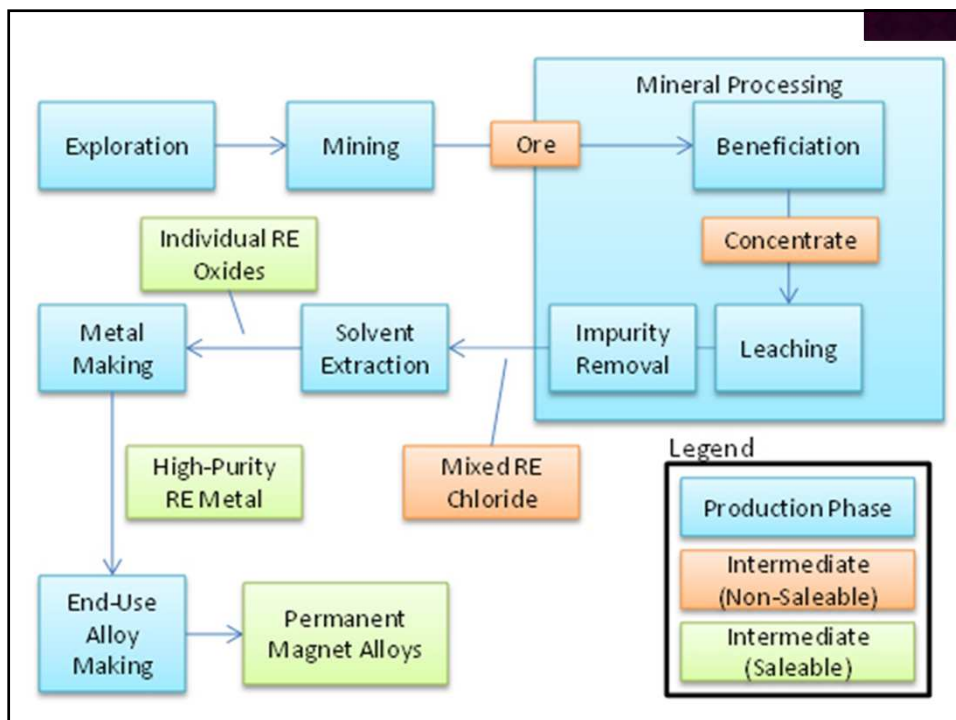 Mineral Processing
Exploration
Mining
Ore
Beneficiation
Concentrate
Individual RE
Oxides
Metal
Making
Solvent
Extraction
Impurity
Removal
Leaching
High-Purity
RE Metal
Mixed RE
Chloride
End-Use
Alloy
Making
Permanent
Magnet Alloys
Legend
Production Phase
Intermediate
(Non-Saleable)
Intermediate
(Saleable)